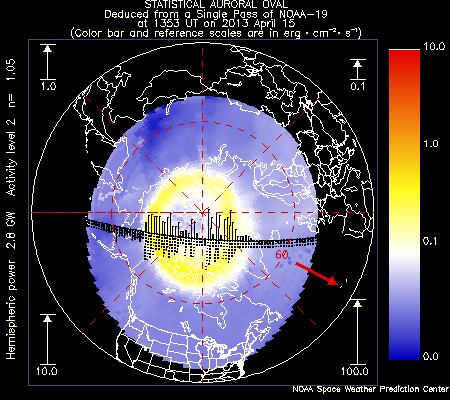 STATISTICAL AURORAL OVAL
Deduced from a Single Pass of NOAA-19
at 1353 UT on 2013 April 15
(Color bar and reference scales are in erg·cm⁻²·s⁻¹)
Hemispheric power 2.8 GW Activity level 2 n= 1.05
1.0
0.1
10.0
100.0
60
10.0
1.0
0.1
0.0
NOAA Space Weather Prediction Center